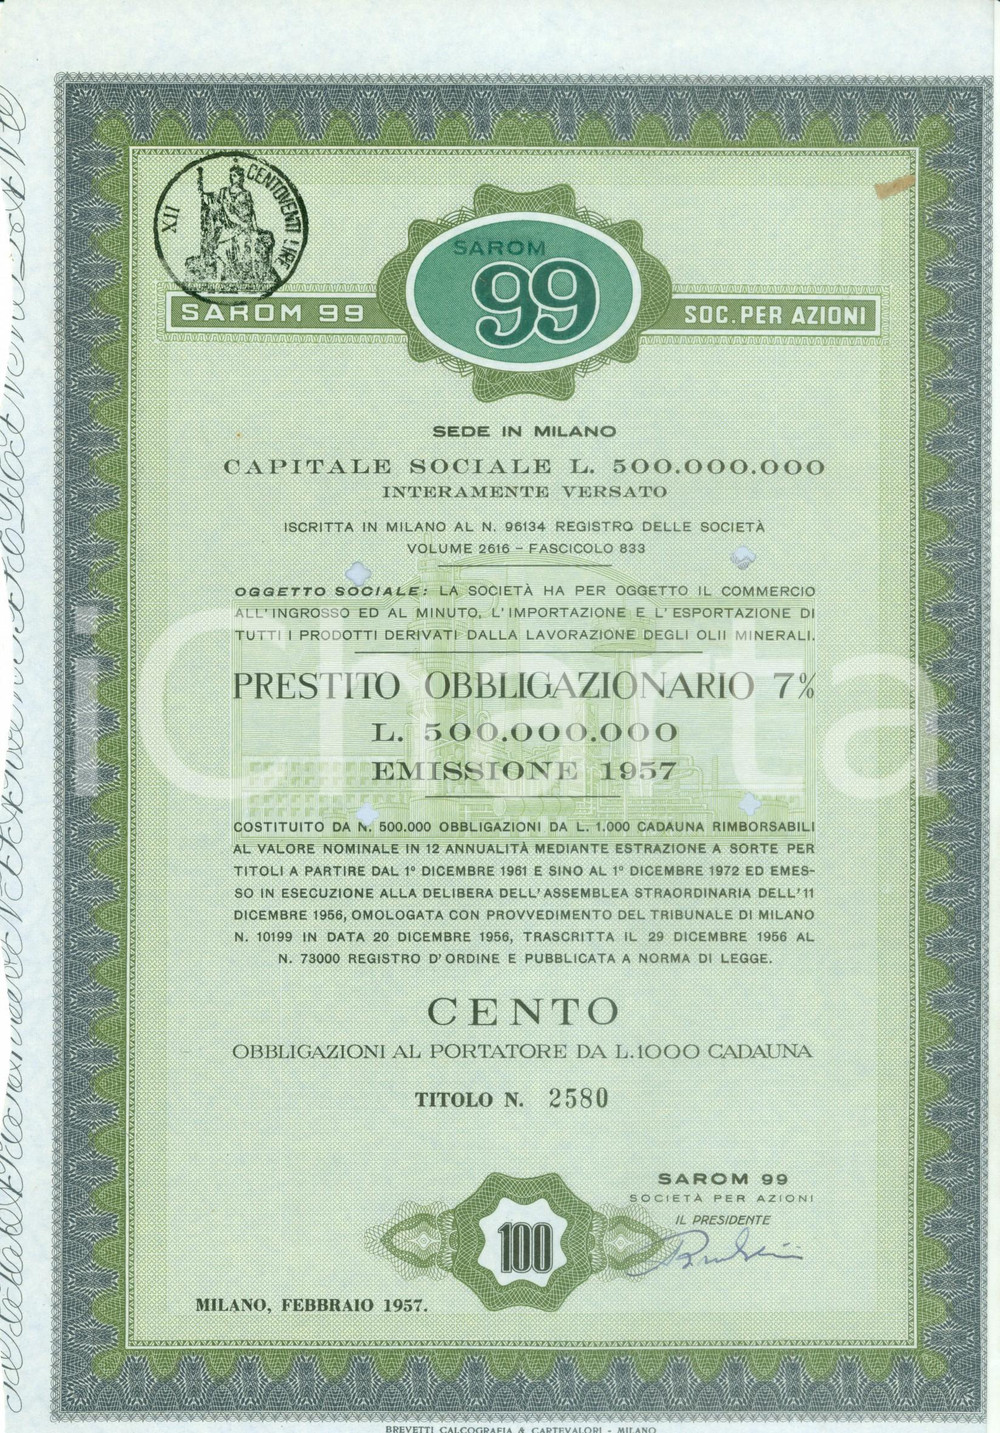 XII CENTOVENTI LIRE
SAROM
99
SAROM 99
SOC. PER AZIONI
SEDE IN MILANO
CAPITALE SOCIALE L. 500.000.000
INTERAMENTE VERSATO
ISCRITTA IN MILANO AL N. 96134 REGISTRO DELLE SOCIETÀ
VOLUME 2616 – FASCICOLO 833
OGGETTO SOCIALE: LA SOCIETÀ HA PER OGGETTO IL COMMERCIO
ALL'INGROSSO ED AL MINUTO, L'IMPORTAZIONE E L'ESPORTAZIONE DI
TUTTI I PRODOTTI DERIVATI DALLA LAVORAZIONE DEGLI OLII MINERALI.
iCharta
PRESTITO OBBLIGAZIONARIO 7%
L. 500.000.000
EMISSIONE 1957
COSTITUITO DA N. 500.000 OBBLIGAZIONI DA L. 1.000 CADAUNA RIMBORSABILI
AL VALORE NOMINALE IN 12 ANNUALITÀ MEDIANTE ESTRAZIONE A SORTE PER
TITOLI A PARTIRE DAL 1° DICEMBRE 1961 E SINO AL 1° DICEMBRE 1972 ED EMES-
SO IN ESECUZIONE ALLA DELIBERA DELL'ASSEMBLEA STRAORDINARIA DELL'11
DICEMBRE 1956, OMOLOGATA CON PROVVEDIMENTO DEL TRIBUNALE DI MILANO
N. 10199 IN DATA 20 DICEMBRE 1956, TRASCRITTA IL 29 DICEMBRE 1956 AL
N. 73000 REGISTRO D'ORDINE E PUBBLICATA A NORMA DI LEGGE.
CENTO
OBBLIGAZIONI AL PORTATORE DA L.1000 CADAUNA
TITOLO N. 2580
SAROM 99
SOCIETÀ PER AZIONI
IL PRESIDENTE
100
MILANO, FEBBRAIO 1957.
BREVETTI CALCOGRAFIA & CARTEVALORI - MILANO